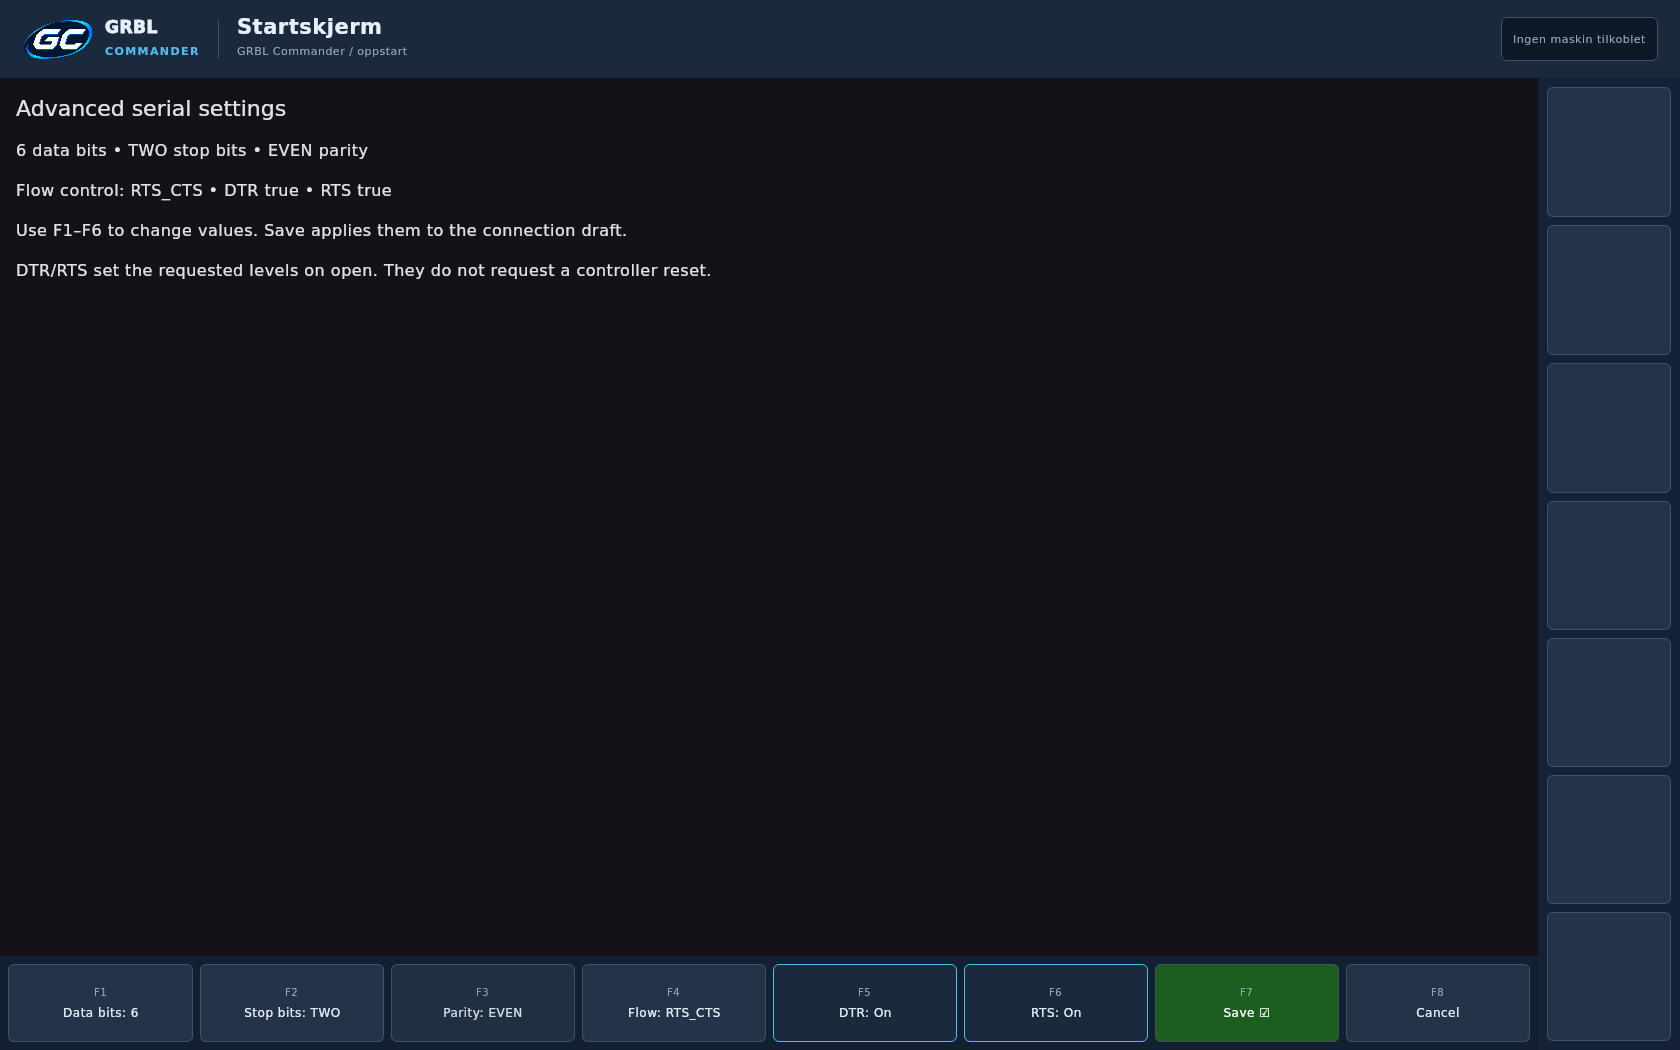 GC
GRBL
COMMANDER
Startskjerm
GRBL Commander / oppstart
Ingen maskin tilkoblet
Advanced serial settings
6 data bits • TWO stop bits • EVEN parity
Flow control: RTS_CTS • DTR true • RTS true
Use F1–F6 to change values. Save applies them to the connection draft.
DTR/RTS set the requested levels on open. They do not request a controller reset.
F1
Data bits: 6
F2
Stop bits: TWO
F3
Parity: EVEN
F4
Flow: RTS_CTS
F5
DTR: On
F6
RTS: On
F7
Save ☑
F8
Cancel